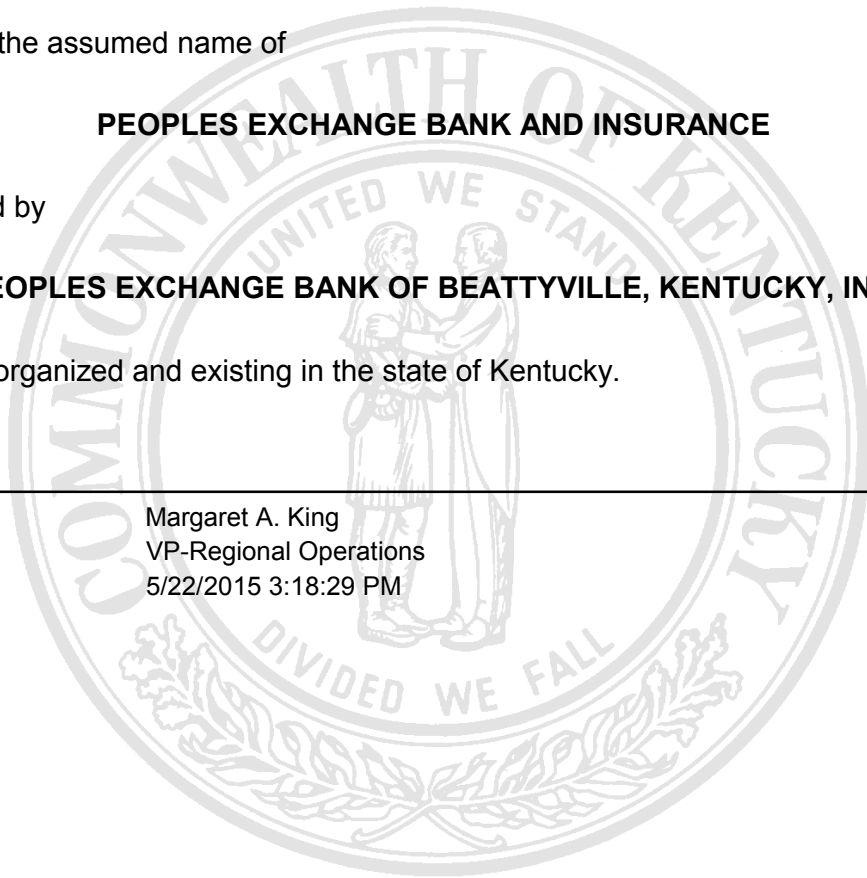 the assumed name of
PEOPLES EXCHANGE BANK AND INSURANCE
d by
EOPLES EXCHANGE BANK OF BEATTYVILLE, KENTUCKY, IN
organized and existing in the state of Kentucky.
Margaret A. King
VP-Regional Operations
5/22/2015 3:18:29 PM
COMMONWEALTH OF KENTUCKY
UNITED WE STAND
DIVIDED WE FALL